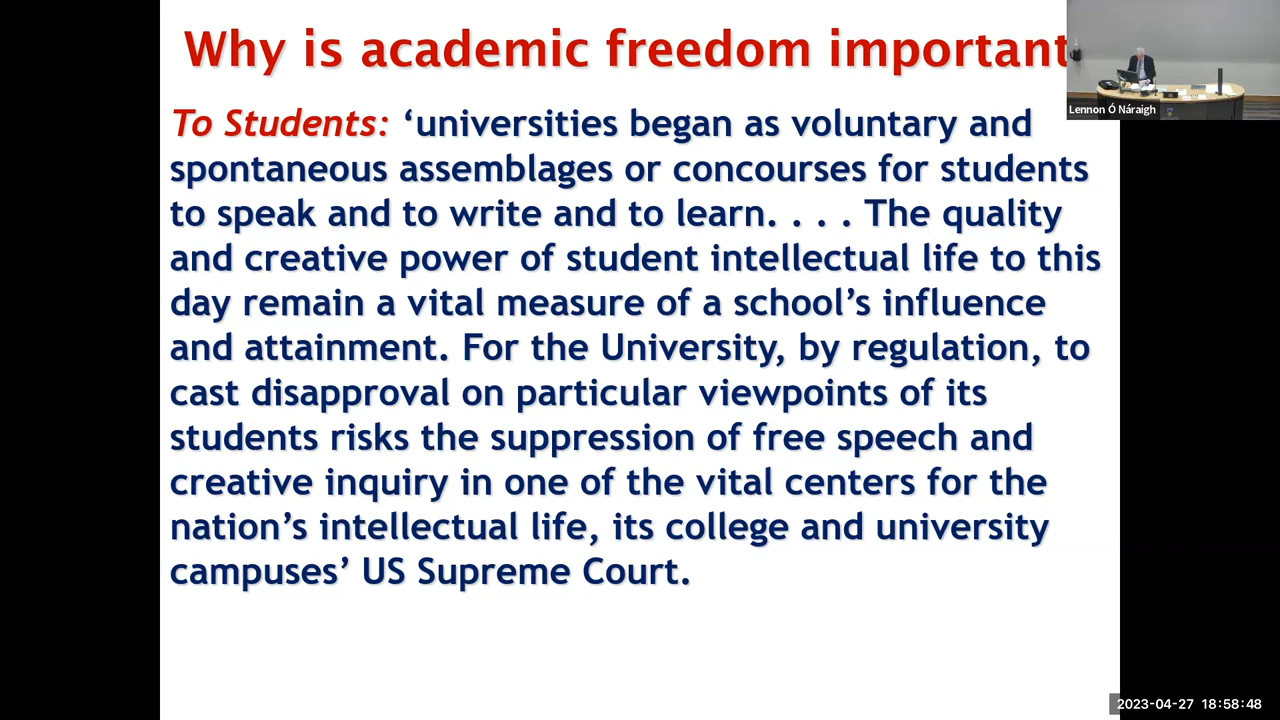 Why is academic freedom important
Lennon Ó Náraigh
To Students: ‘universities began as voluntary and
spontaneous assemblages or concourses for students
to speak and to write and to learn. . . . The quality
and creative power of student intellectual life to this
day remain a vital measure of a school’s influence
and attainment. For the University, by regulation, to
cast disapproval on particular viewpoints of its
students risks the suppression of free speech and
creative inquiry in one of the vital centers for the
nation’s intellectual life, its college and university
campuses’ US Supreme Court.
2023-04-27 18:58:48